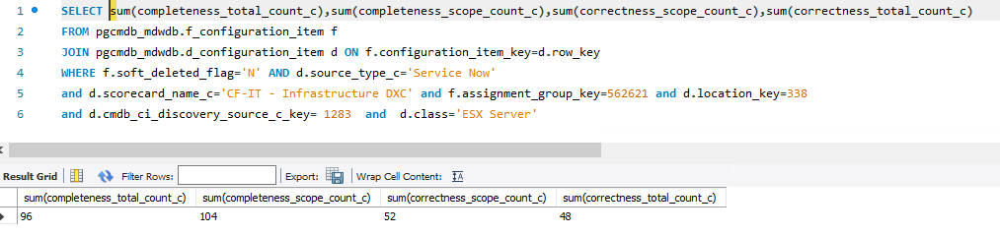 1 SELECT sum(completeness_total_count_c),sum(completeness_scope_count_c),sum(correctness_scope_count_c),sum(correctness_total_count_c)
2 FROM pgcmdb_mdwdb.f_configuration_item f
3 JOIN pgcmdb_mdwdb.d_configuration_item d ON f.configuration_item_key=d.row_key
4 WHERE f.soft_deleted_flag='N' AND d.source_type_c='Service Now'
5 and d.scorecard_name_c='CF-IT - Infrastructure DXC' and f.assignment_group_key=562621 and d.location_key=338
6 and d.cmdb_ci_discovery_source_c_key= 1283 and d.class='ESX Server'
Result Grid Filter Rows: Export: Wrap Cell Content:
sum(completeness_total_count_c) sum(completeness_scope_count_c) sum(correctness_scope_count_c) sum(correctness_total_count_c)
96 104 52 48